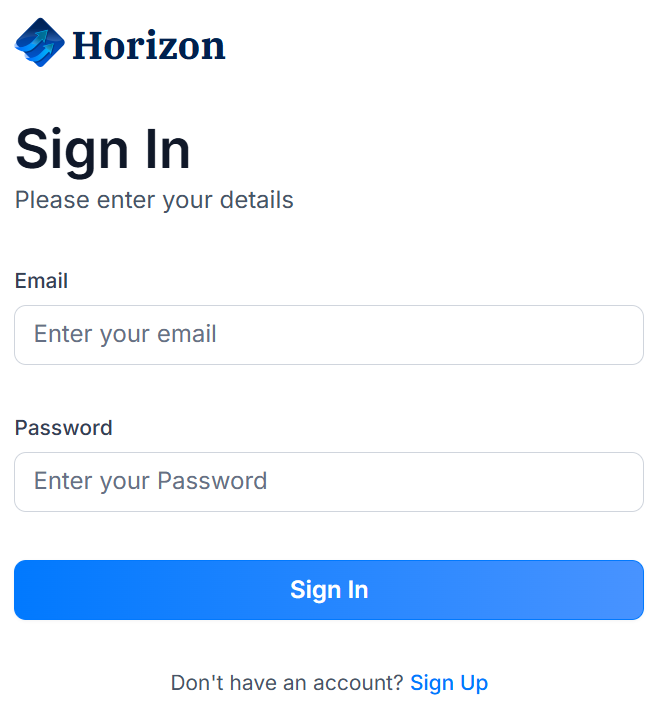 Horizon
Sign In
Please enter your details
Email
Enter your email
Password
Enter your Password
Sign In
Don't have an account? Sign Up